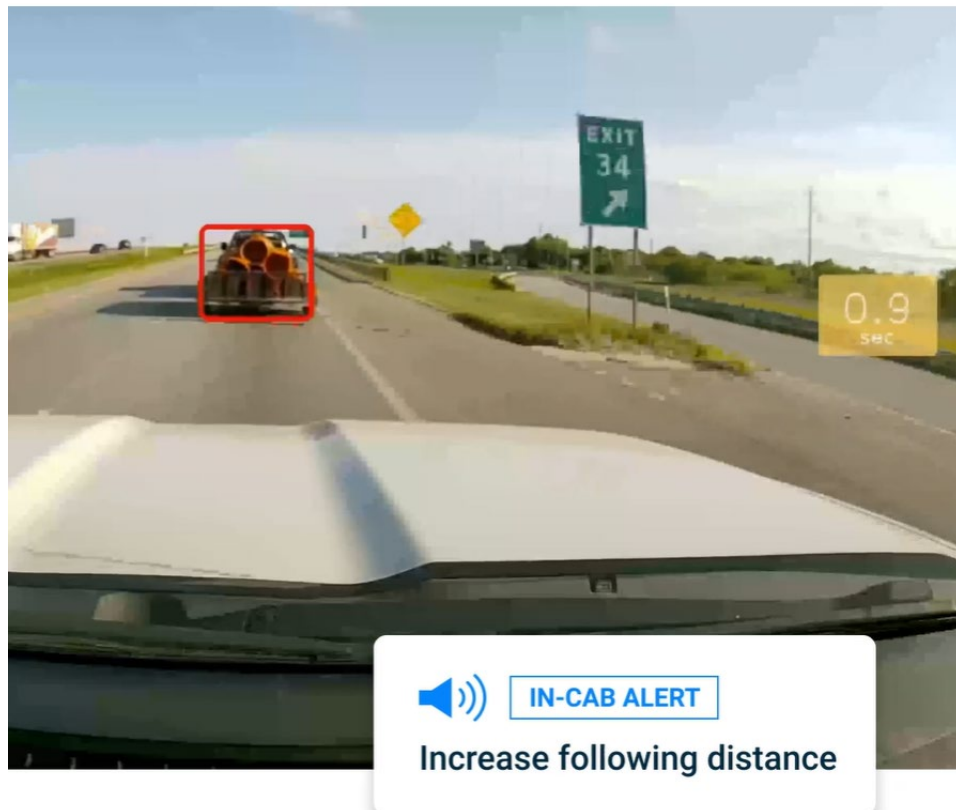 EXIT
34
0.9
sec
IN-CAB ALERT
Increase following distance